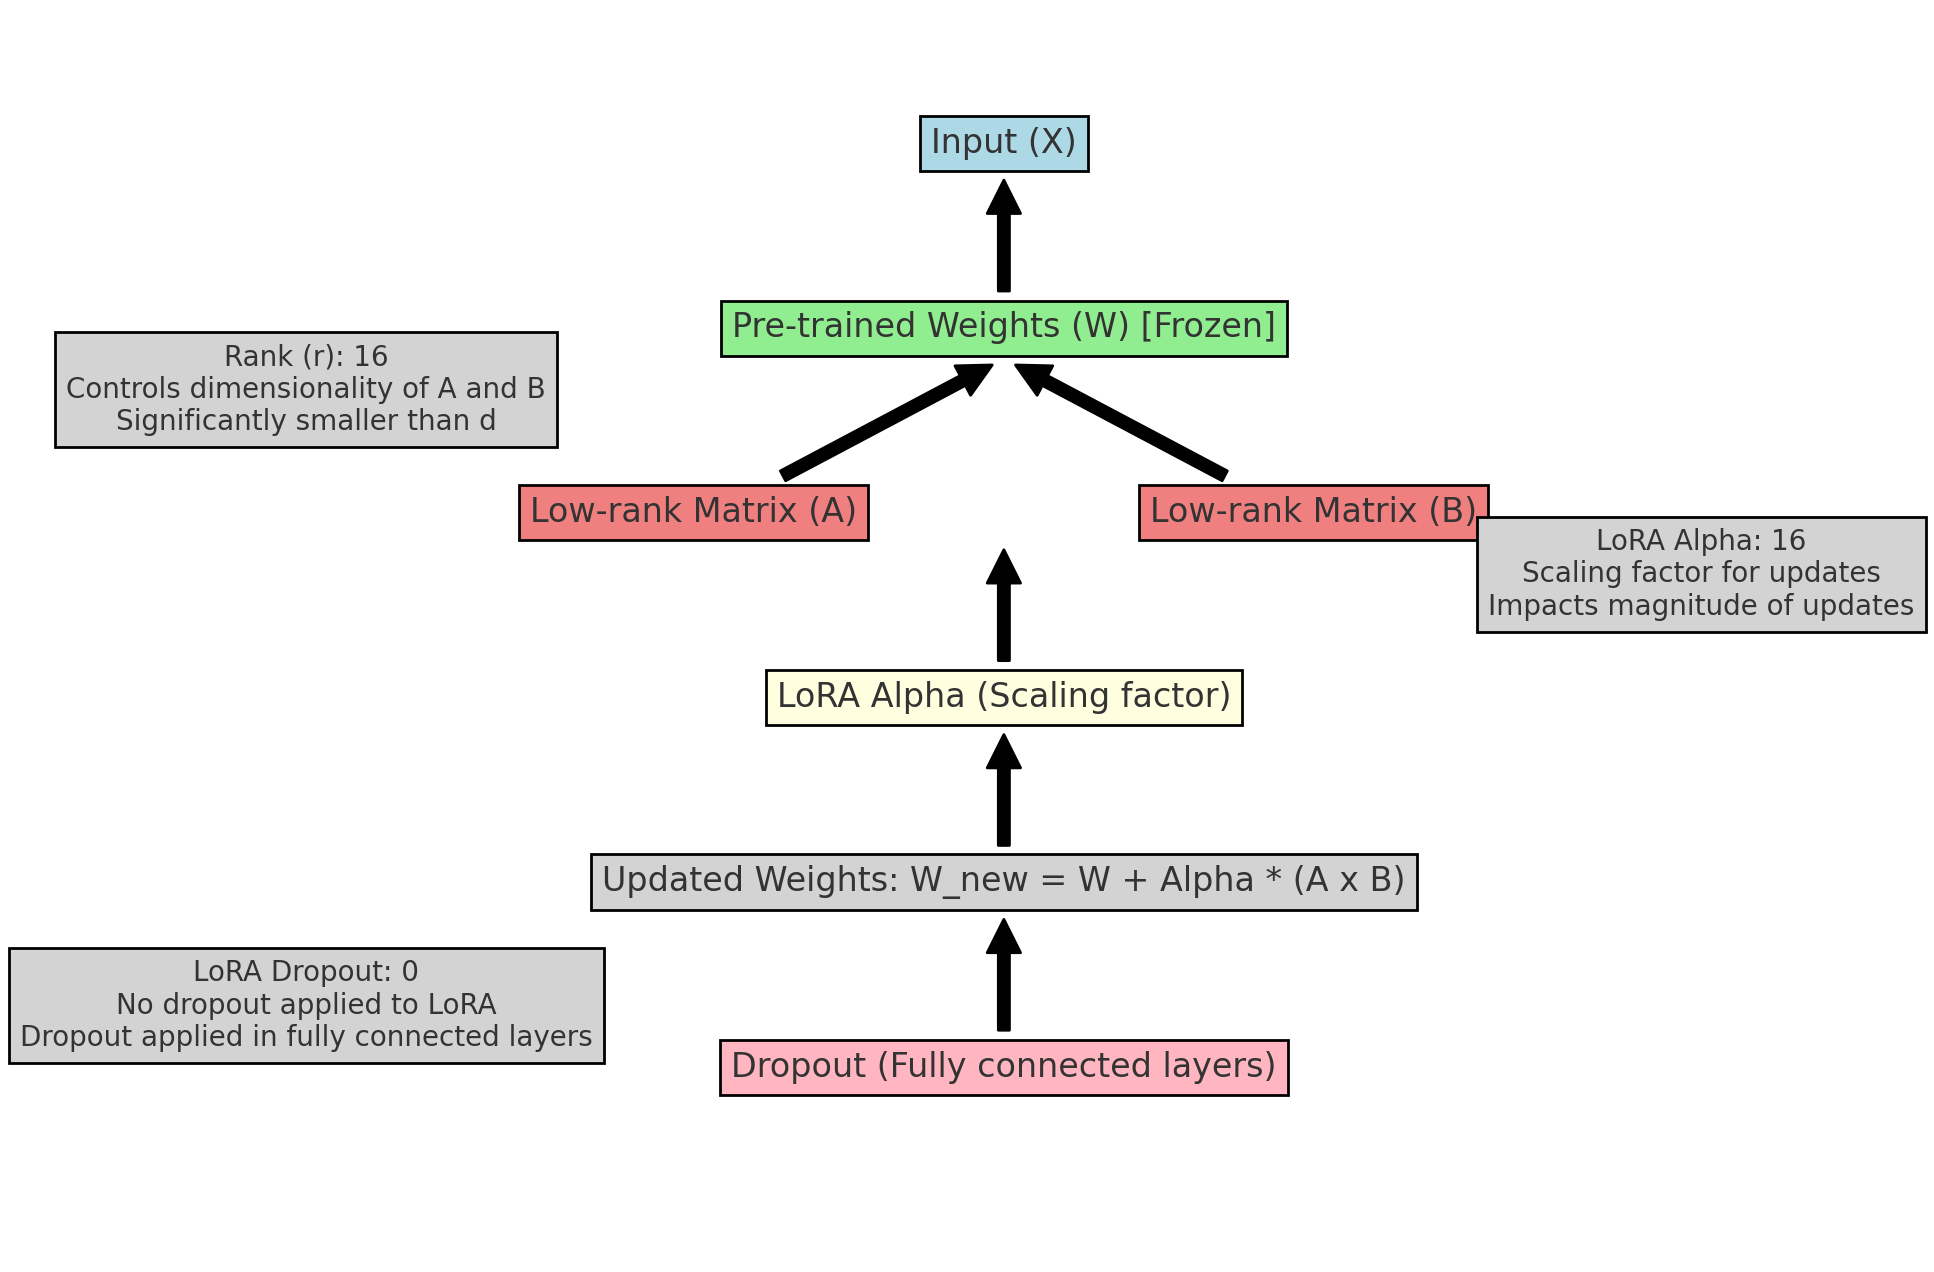 Input (X)
Pre-trained Weights (W) [Frozen]
Rank (r): 16
Controls dimensionality of A and B
Significantly smaller than d
Low-rank Matrix (A)
Low-rank Matrix (B)
LoRA Alpha: 16
Scaling factor for updates
Impacts magnitude of updates
LoRA Alpha (Scaling factor)
Updated Weights: W_new = W + Alpha * (A x B)
LoRA Dropout: 0
No dropout applied to LoRA
Dropout applied in fully connected layers
Dropout (Fully connected layers)